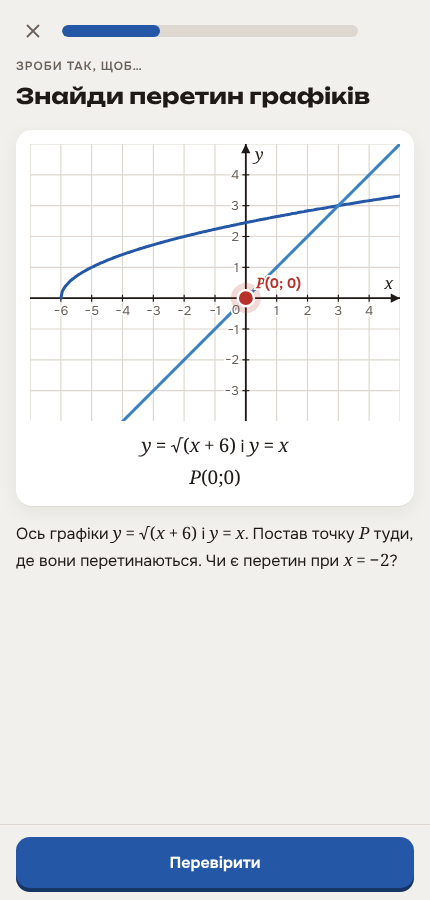 ЗРОБИ ТАК, ЩОБ...
Знайди перетин графіків
y
4
3
2
1
P(0; 0)
x
-6 -5 -4 -3 -2 -1 0 1 2 3 4
-1
-2
-3
y = √(x + 6) і y = x
P(0;0)
Ось графіки y = √(x + 6) і y = x. Постав точку P туди,
де вони перетинаються. Чи є перетин при x = −2?
Перевірити